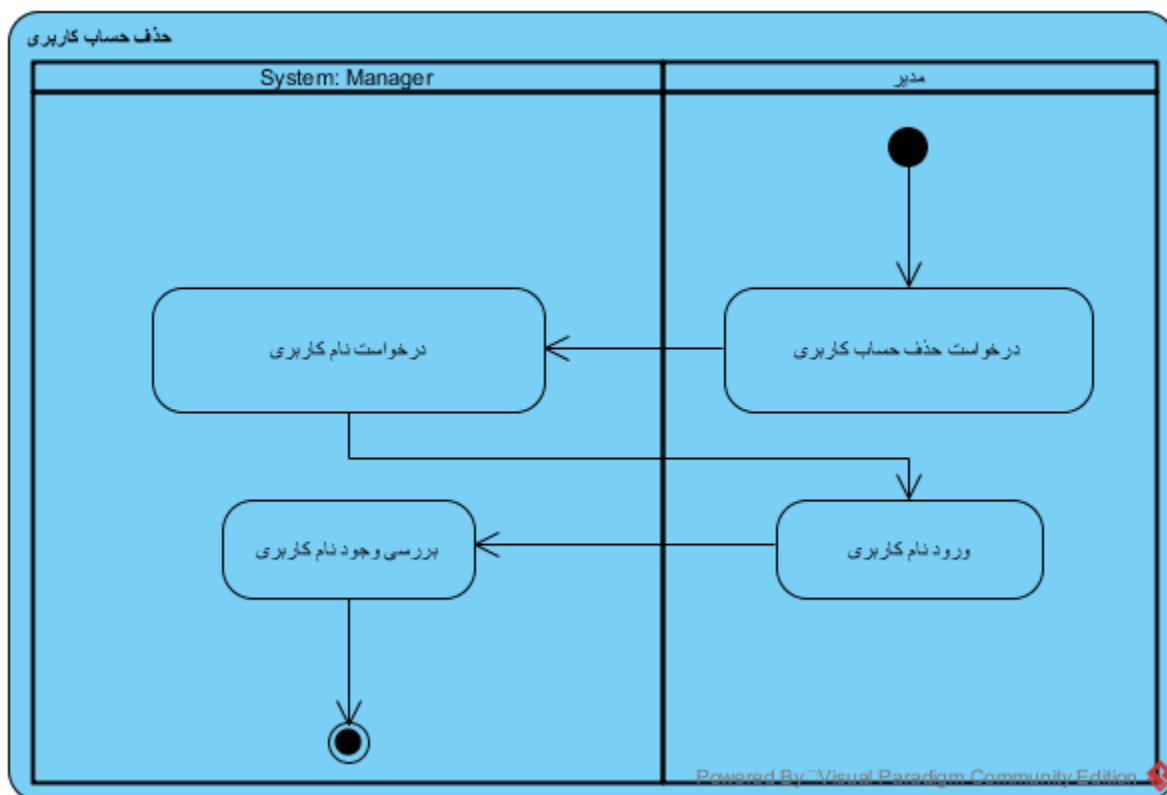 حذف حساب کاربری
System: Manager
مدیر
درخواست حذف حساب کاربری
درخواست نام کاربری
ورود نام کاربری
بررسی وجود نام کاربری
Powered By Visual Paradigm Community Edition